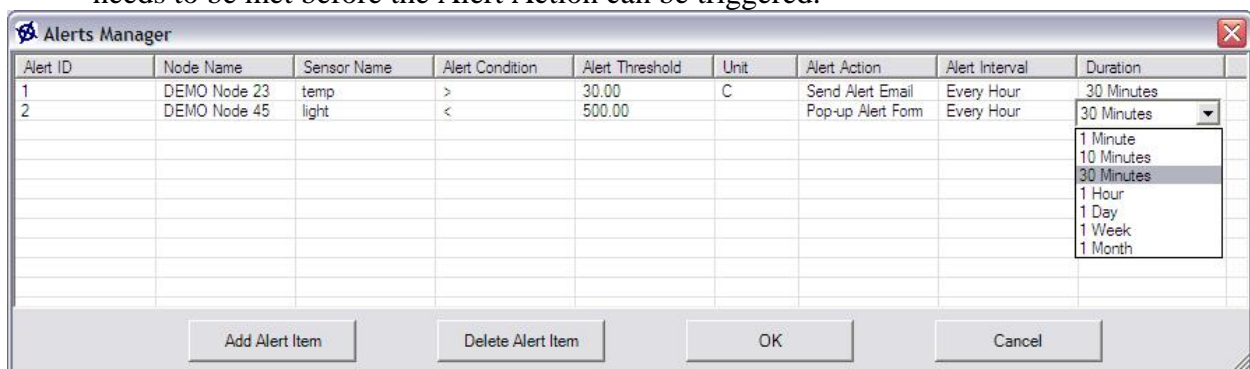 needs to be met before the Alert Action can be triggered.
Alerts Manager
Alert ID Node Name Sensor Name Alert Condition Alert Threshold Unit Alert Action Alert Interval Duration
1 DEMO Node 23 temp > 30.00 C Send Alert Email Every Hour 30 Minutes
2 DEMO Node 45 light < 500.00 Pop-up Alert Form Every Hour 30 Minutes
1 Minute
10 Minutes
30 Minutes
1 Hour
1 Day
1 Week
1 Month
Add Alert Item Delete Alert Item OK Cancel